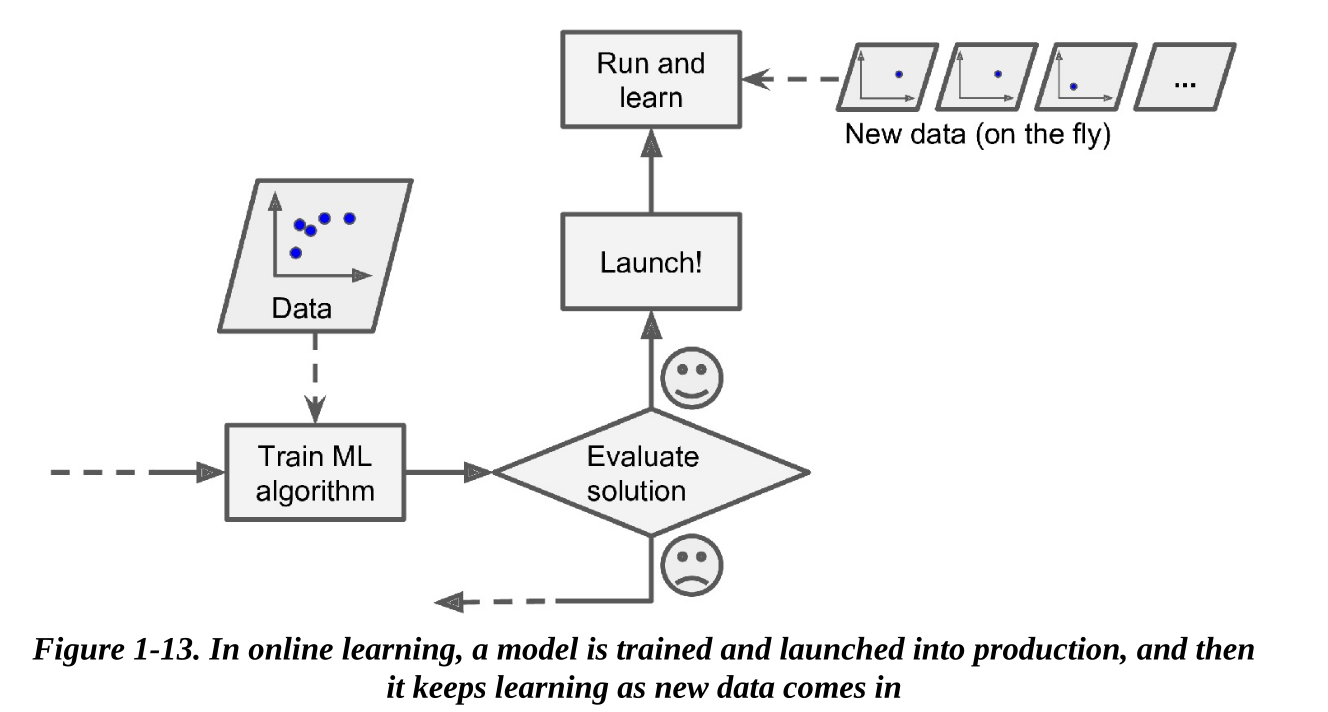 Run and
learn
...
New data (on the fly)
Launch!
Data
Train ML
algorithm
Evaluate
solution
Figure 1-13. In online learning, a model is trained and launched into production, and then
it keeps learning as new data comes in